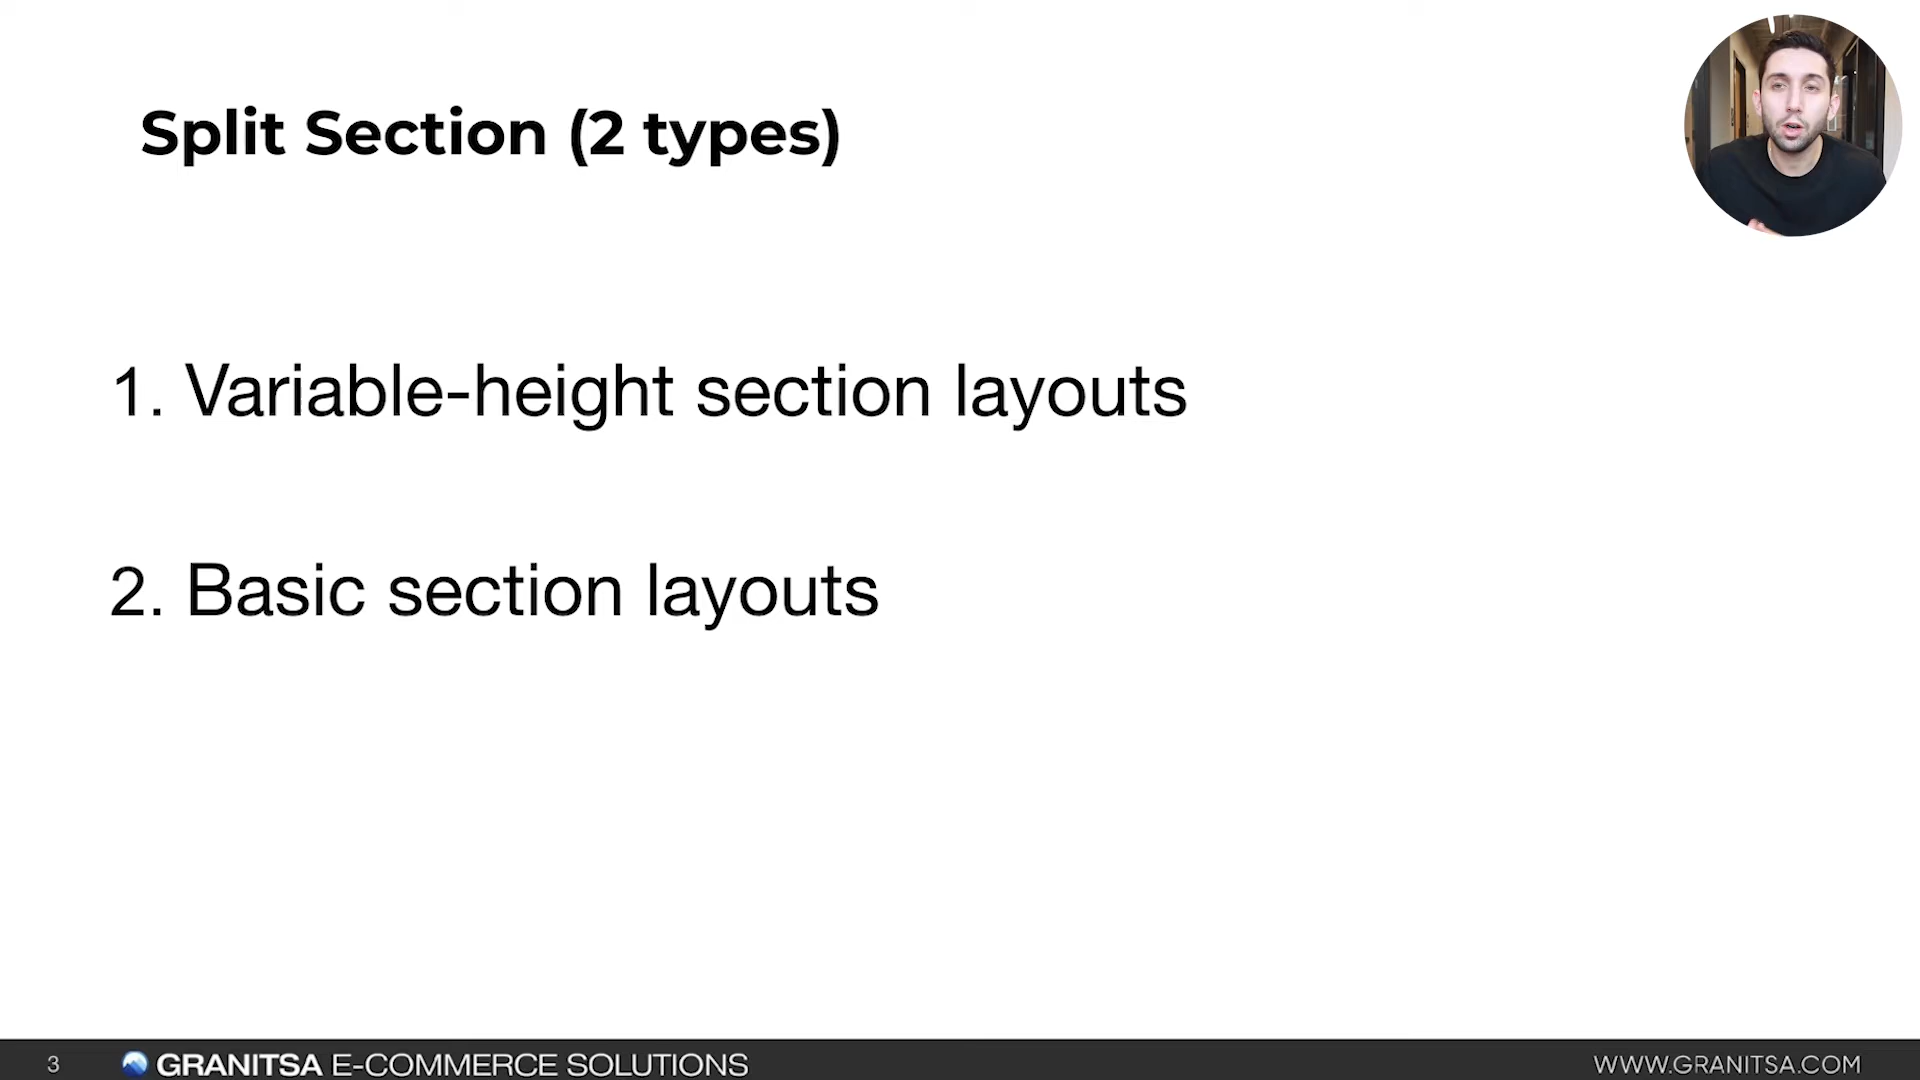 Split Section (2 types)
1. Variable-height section layouts
2. Basic section layouts
3 GRANITSA E-COMMERCE SOLUTIONS WWW.GRANITSA.COM